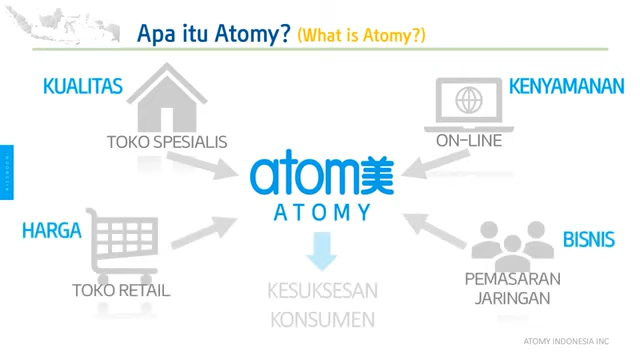 Apa itu Atomy? (What is Atomy?)
KUALITAS
TOKO SPESIALIS
KENYAMANAN
ON-LINE
atom美
ATOMY
HARGA
TOKO RETAIL
BISNIS
PEMASARAN
JARINGAN
KESUKSESAN
KONSUMEN
ATOMY INDONESIA INC